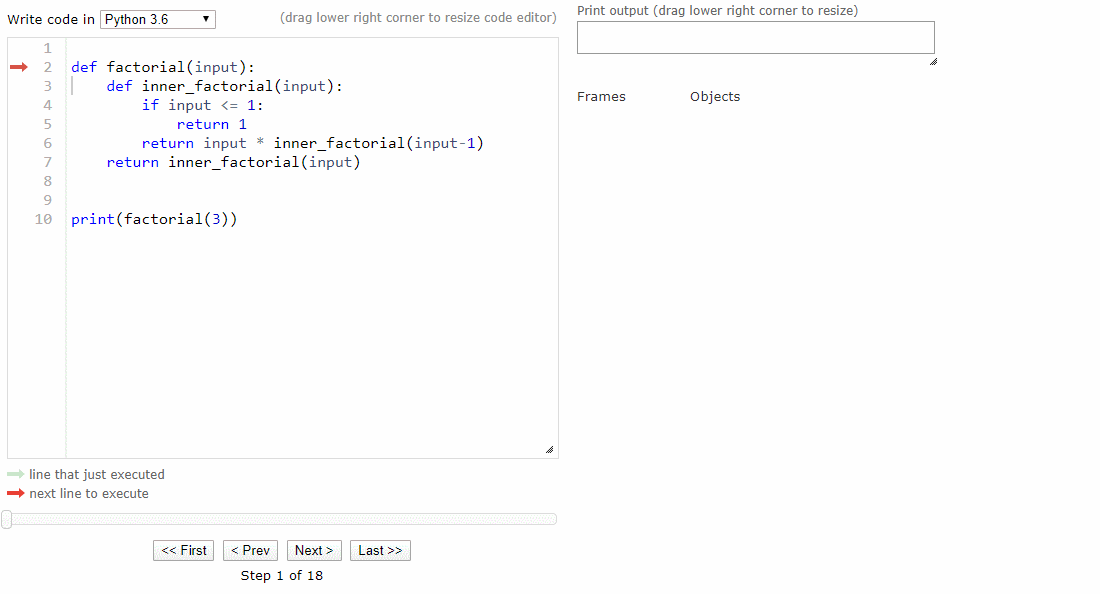 Write code in Python 3.6
(drag lower right corner to resize code editor)
1
2 def factorial(input):
3     def inner_factorial(input):
4         if input <= 1:
5             return 1
6         return input * inner_factorial(input-1)
7     return inner_factorial(input)
8
9
10 print(factorial(3))
line that just executed
next line to execute
<< First < Prev Next > Last >>
Step 1 of 18
Print output (drag lower right corner to resize)
Frames Objects